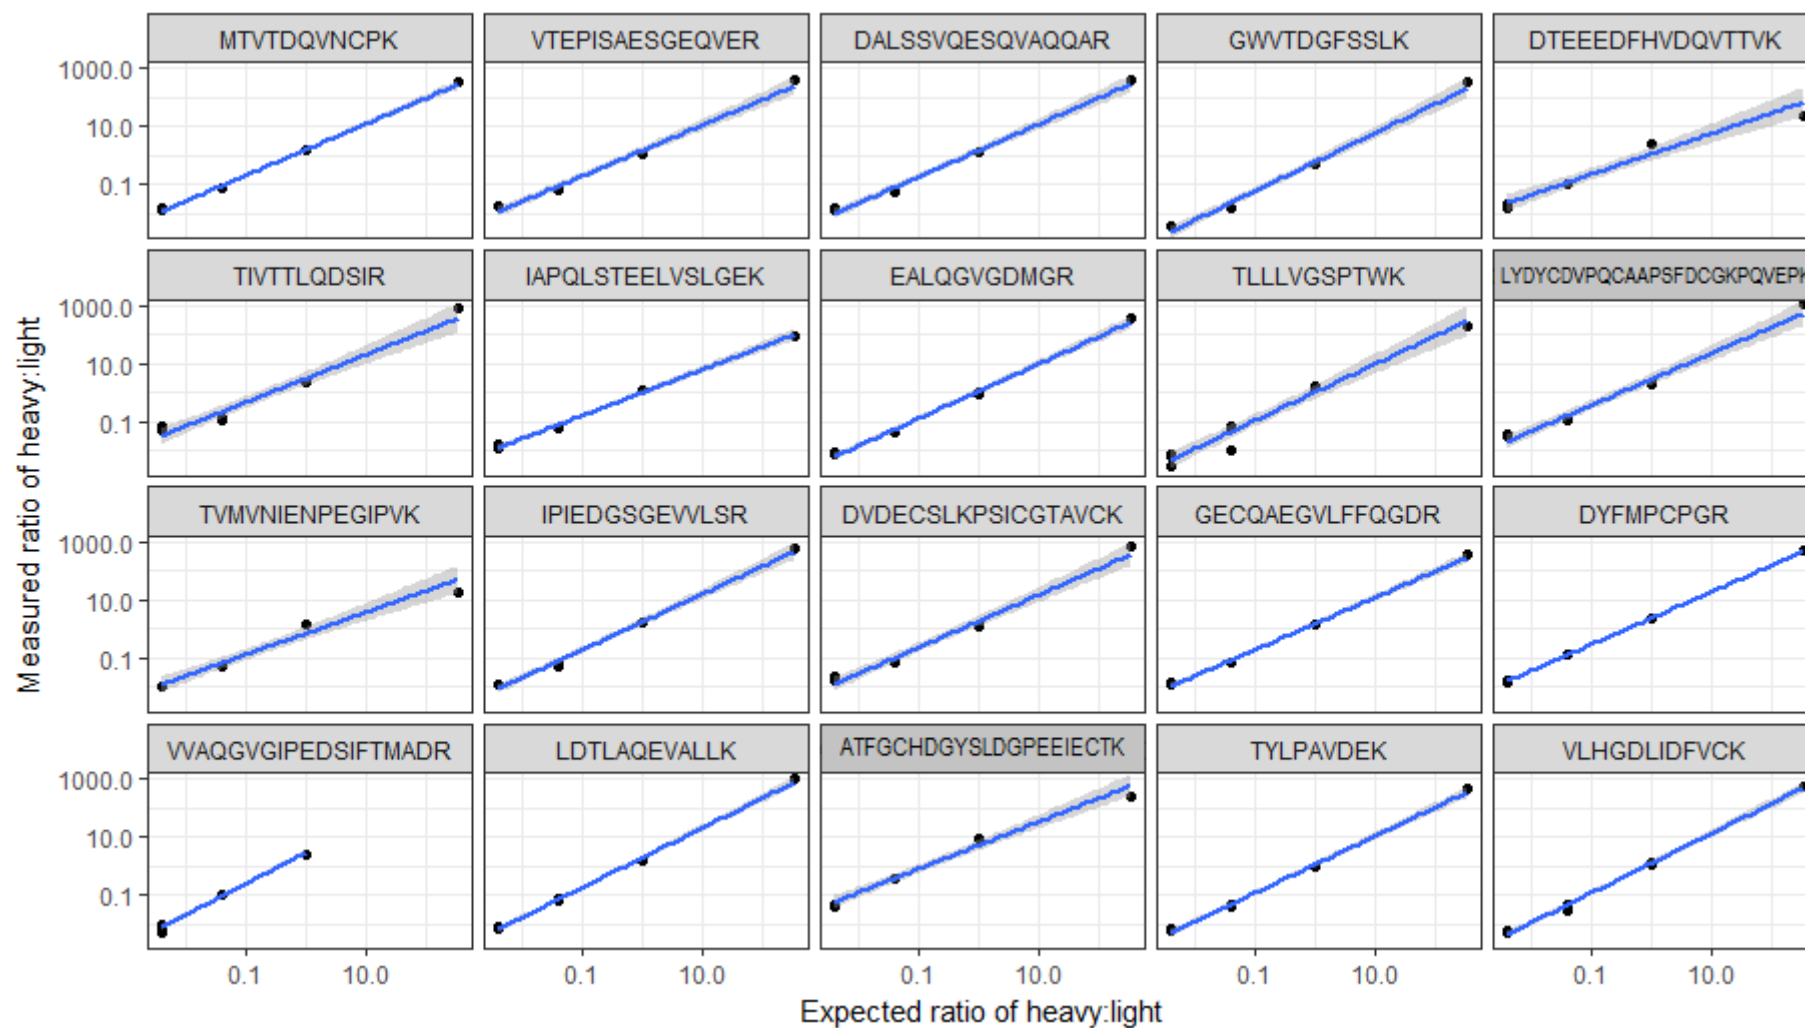 MTVTDQVNCPK
VTEPISAESGEQVER
DALSSVQESQVAQQAR
GWVTDGFSSLK
DTEEEDFHVDQVTTVK
1000.0
10.0
0.1
TIVTTLQDSIR
IAPQLSTEELVSLGEK
EALQGVGDMGR
TLLLVGSPTWK
LYDYCDVPQCAAPSFDCGKPQVEPK
1000.0
10.0
0.1
Measured ratio of heavy:light
TVMVNIENPEGIPVK
IPIEDGSGEVVLSR
DVDECSLKPSICGTAVCK
GECQAEGVLFFQGDR
DYFMPCPGR
1000.0
10.0
0.1
VVAQGVGIPEDSIFTMADR
LDTLAQEVALLK
ATFGCHDGYSLDGPEEIECTK
TYLPAVDEK
VLHGDLIDFVCK
1000.0
10.0
0.1
0.1 10.0 0.1 10.0 0.1 10.0 0.1 10.0 0.1 10.0
Expected ratio of heavy:light